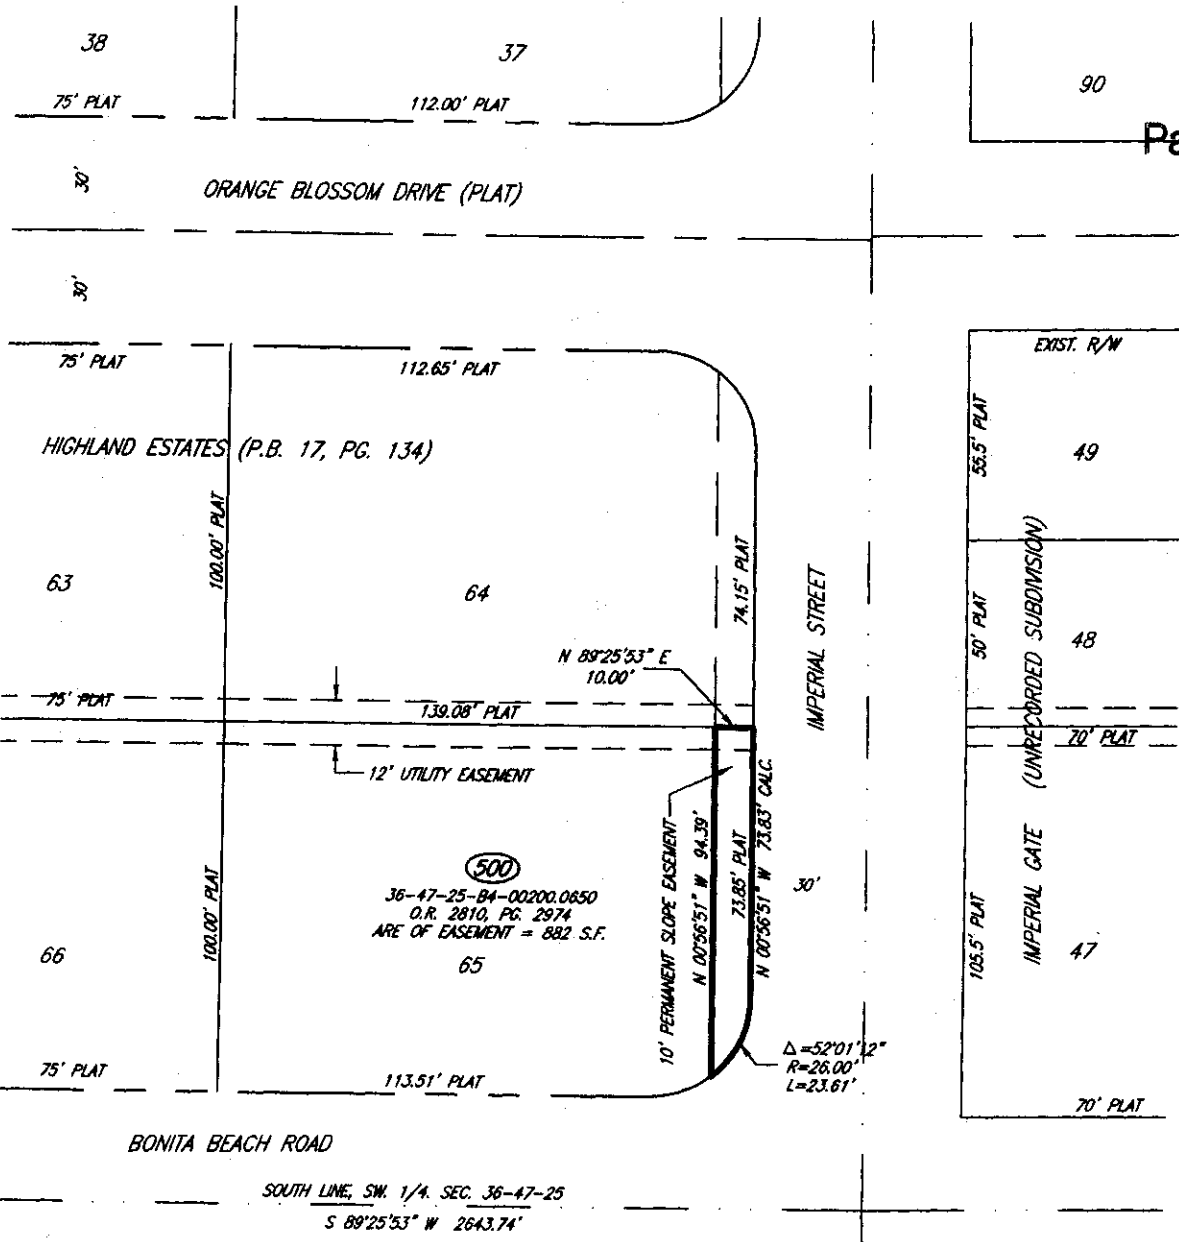 38
37
90
75' PLAT
112.00' PLAT
Pa
30'
ORANGE BLOSSOM DRIVE (PLAT)
30'
75' PLAT
112.65' PLAT
EXIST. R/W
HIGHLAND ESTATES (P.B. 17, PG. 134)
55.5' PLAT
49
100.00' PLAT
63
64
74.15' PLAT
IMPERIAL STREET
50' PLAT
48
IMPERIAL GATE (UNRECORDED SUBDIVISION)
N 89°25'53" E
10.00'
75' PLAT
139.08' PLAT
70' PLAT
12' UTILITY EASEMENT
500
36-47-25-B4-00200.0650
O.R. 2810, PG. 2974
ARE OF EASEMENT = 882 S.F.
65
66
100.00' PLAT
10' PERMANENT SLOPE EASEMENT
N 00°56'51" W 94.39'
73.85' PLAT
N 00°56'51" W 73.83' CALC.
30'
105.5' PLAT
47
Δ=52°01'12"
R=26.00'
L=23.61'
75' PLAT
113.51' PLAT
70' PLAT
BONITA BEACH ROAD
SOUTH LINE, SW. 1/4. SEC. 36-47-25
S 89°25'53" W 2643.74'